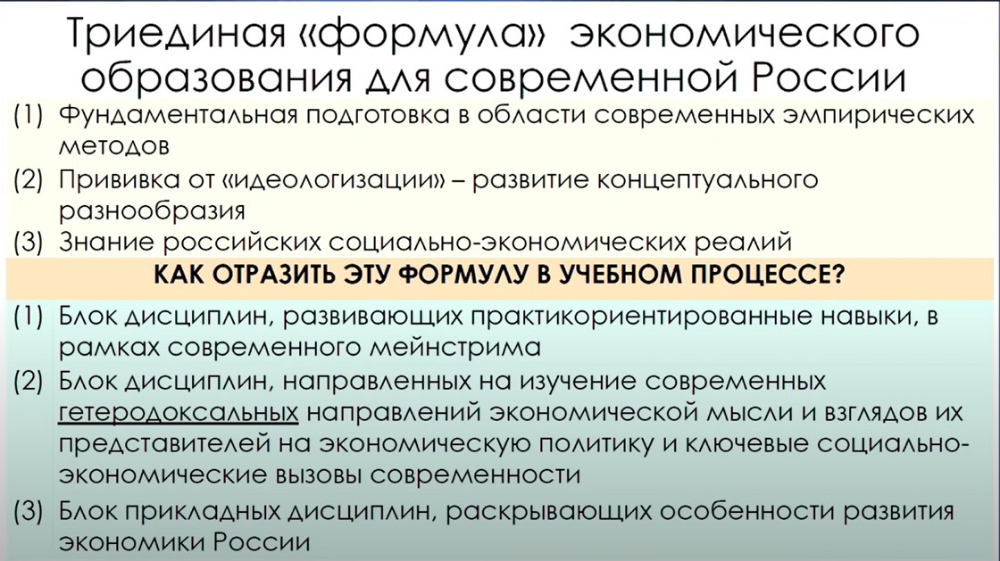 Триединая «формула» экономического
образования для современной России
(1) Фундаментальная подготовка в области современных эмпирических
методов
(2) Прививка от «идеологизации» – развитие концептуального
разнообразия
(3) Знание российских социально-экономических реалий
КАК ОТРАЗИТЬ ЭТУ ФОРМУЛУ В УЧЕБНОМ ПРОЦЕССЕ?
(1) Блок дисциплин, развивающих практикориентированные навыки, в
рамках современного мейнстрима
(2) Блок дисциплин, направленных на изучение современных
гетеродоксальных направлений экономической мысли и взглядов их
представителей на экономическую политику и ключевые социально-
экономические вызовы современности
(3) Блок прикладных дисциплин, раскрывающих особенности развития
экономики России